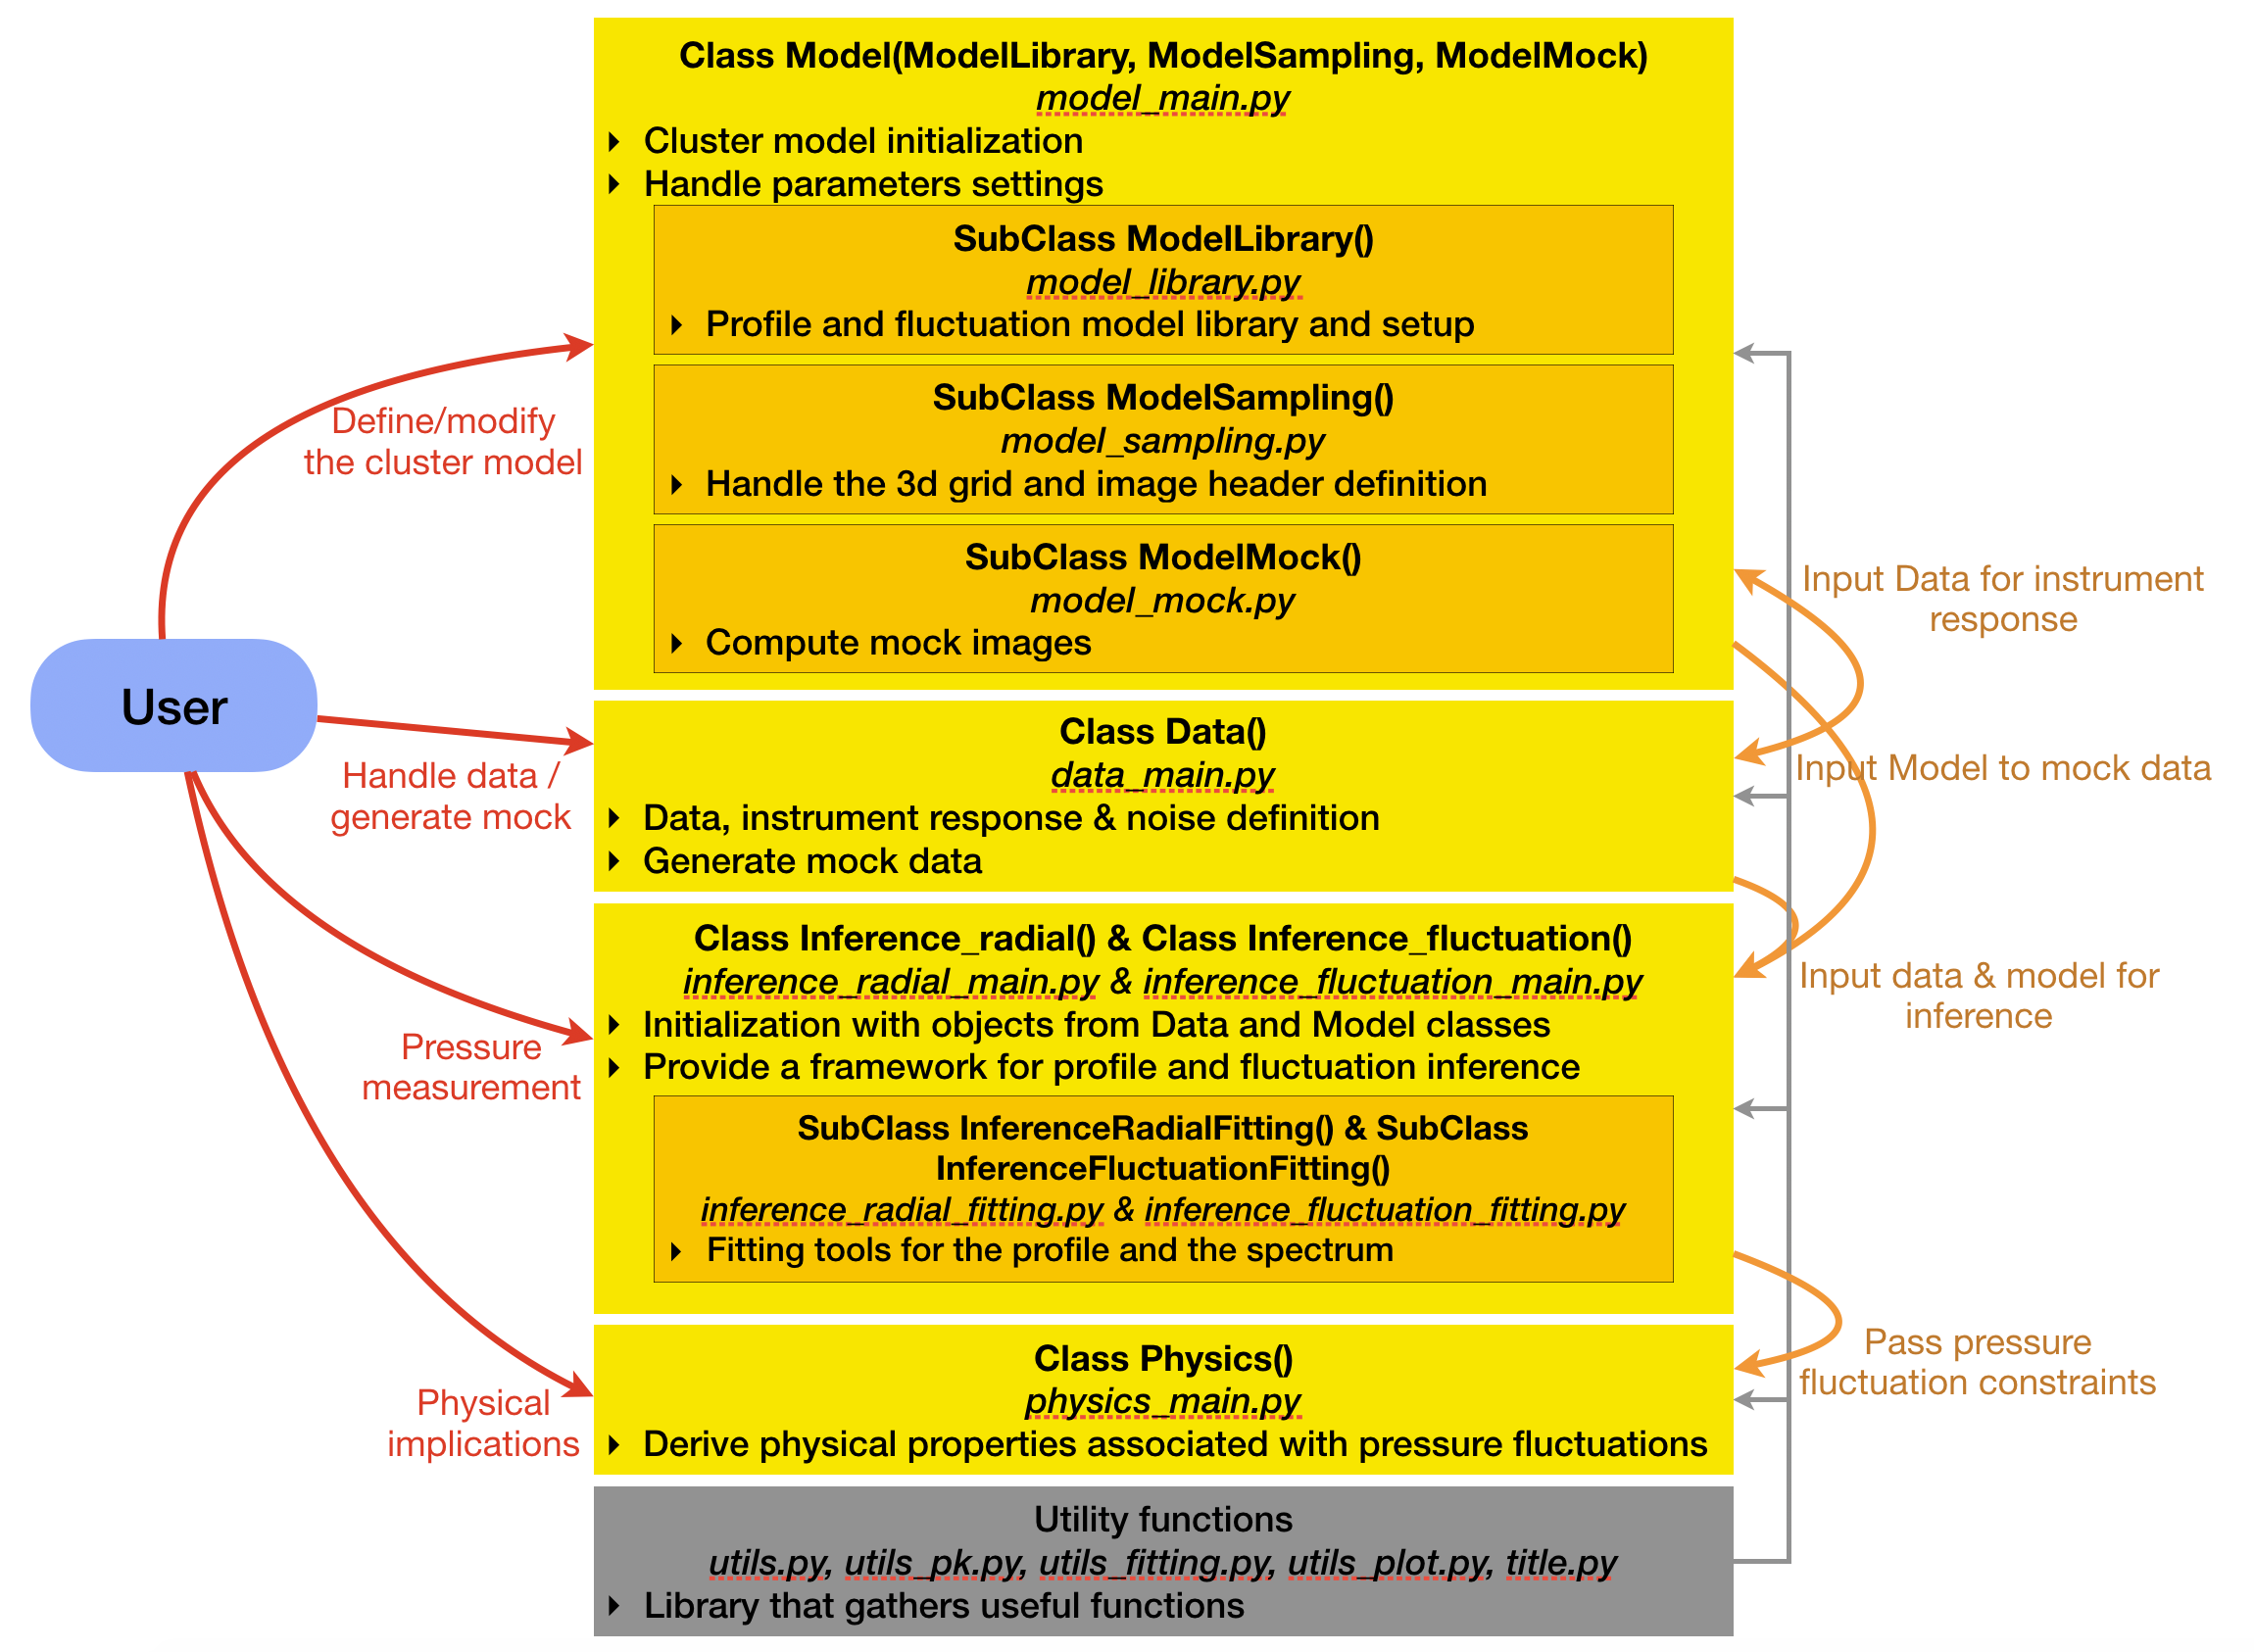 Class Model(ModelLibrary, ModelSampling, ModelMock)
model_main.py
Cluster model initialization
Handle parameters settings
SubClass ModelLibrary()
model_library.py
Profile and fluctuation model library and setup
SubClass ModelSampling()
model_sampling.py
Handle the 3d grid and image header definition
SubClass ModelMock()
model_mock.py
Compute mock images
Class Data()
data_main.py
Data, instrument response & noise definition
Generate mock data
Class Inference_radial() & Class Inference_fluctuation()
inference_radial_main.py & inference_fluctuation_main.py
Initialization with objects from Data and Model classes
Provide a framework for profile and fluctuation inference
SubClass InferenceRadialFitting() & SubClass
InferenceFluctuationFitting()
inference_radial_fitting.py & inference_fluctuation_fitting.py
Fitting tools for the profile and the spectrum
Class Physics()
physics_main.py
Derive physical properties associated with pressure fluctuations
Utility functions
utils.py, utils_pk.py, utils_fitting.py, utils_plot.py, title.py
Library that gathers useful functions
User
Define/modify
the cluster model
Handle data /
generate mock
Pressure
measurement
Physical
implications
Input Data for instrument
response
Input Model to mock data
Input data & model for
inference
Pass pressure
fluctuation constraints